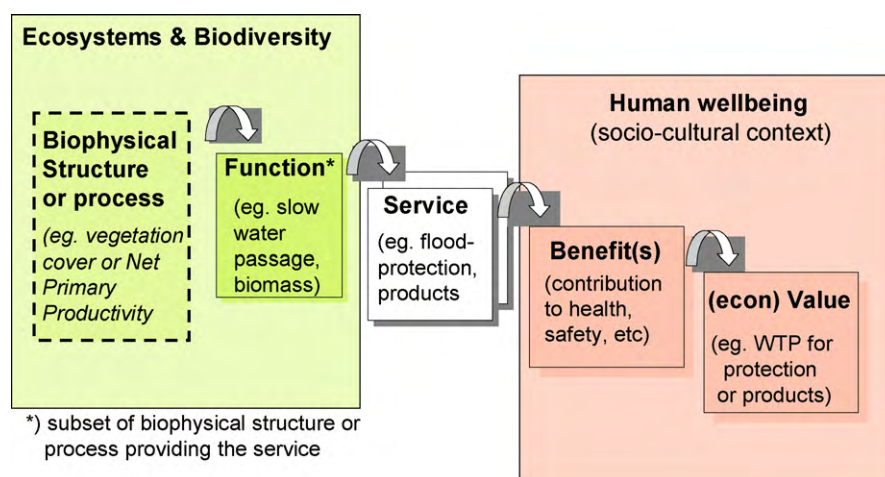 Ecosystems & Biodiversity
Biophysical
Structure
or process
(eg. vegetation
cover or Net
Primary
Productivity
Function*
(eg. slow
water
passage,
biomass)
Service
(eg. flood-
protection,
products
Human wellbeing
(socio-cultural context)
Benefit(s)
(contribution
to health,
safety, etc)
(econ) Value
(eg. WTP for
protection
or products)
*) subset of biophysical structure or
process providing the service